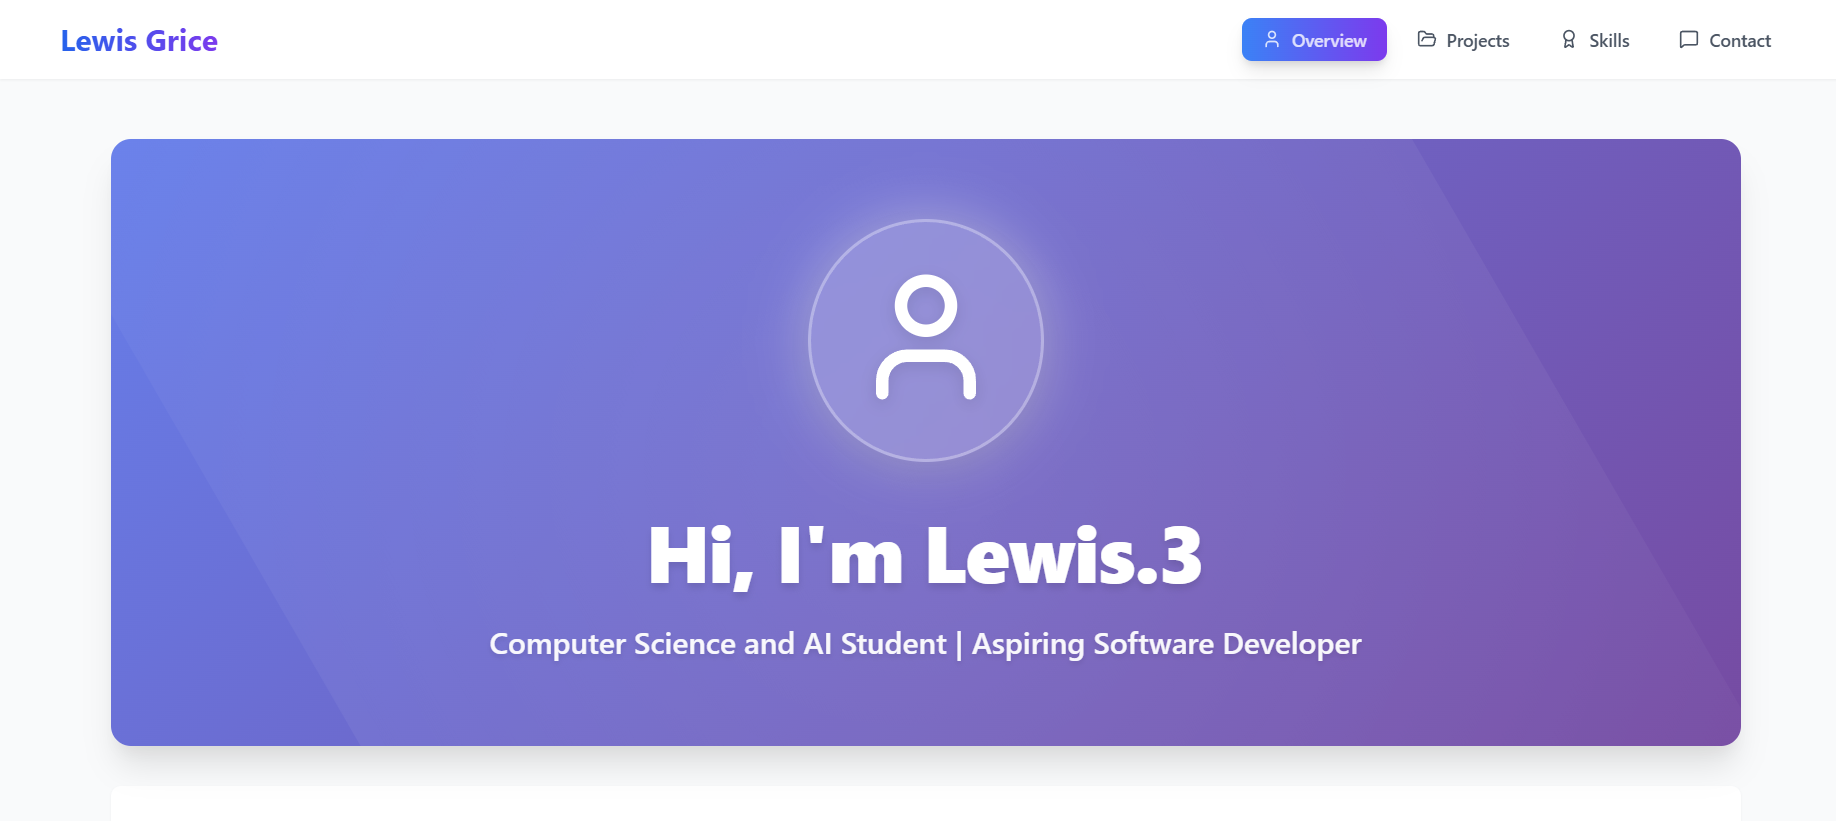 Lewis Grice
Overview
Projects
Skills
Contact
Hi, I'm Lewis.3
Computer Science and AI Student | Aspiring Software Developer